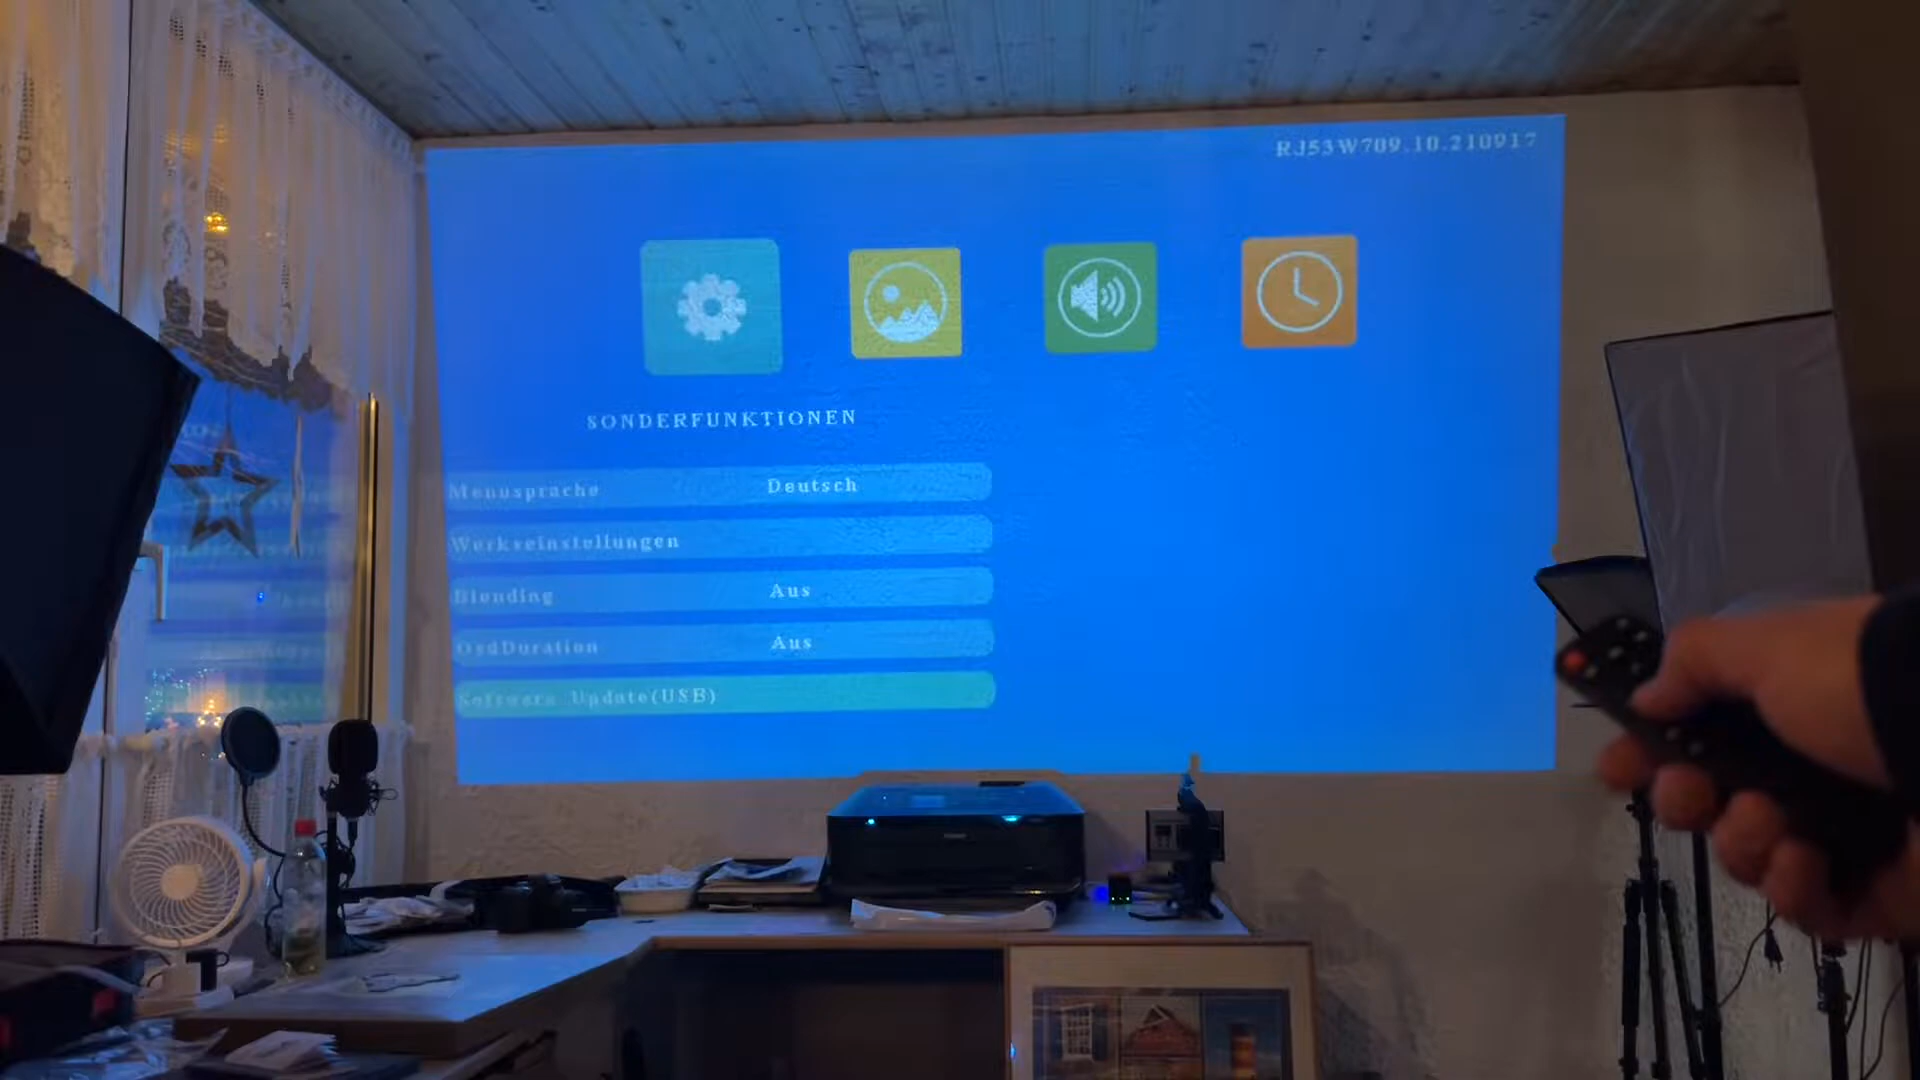 RJ53W709.10.210917
SONDERFUNKTIONEN
Menusprache Deutsch
Werkseinstellungen
Blending Aus
OsdDuration Aus
Software Update(USB)